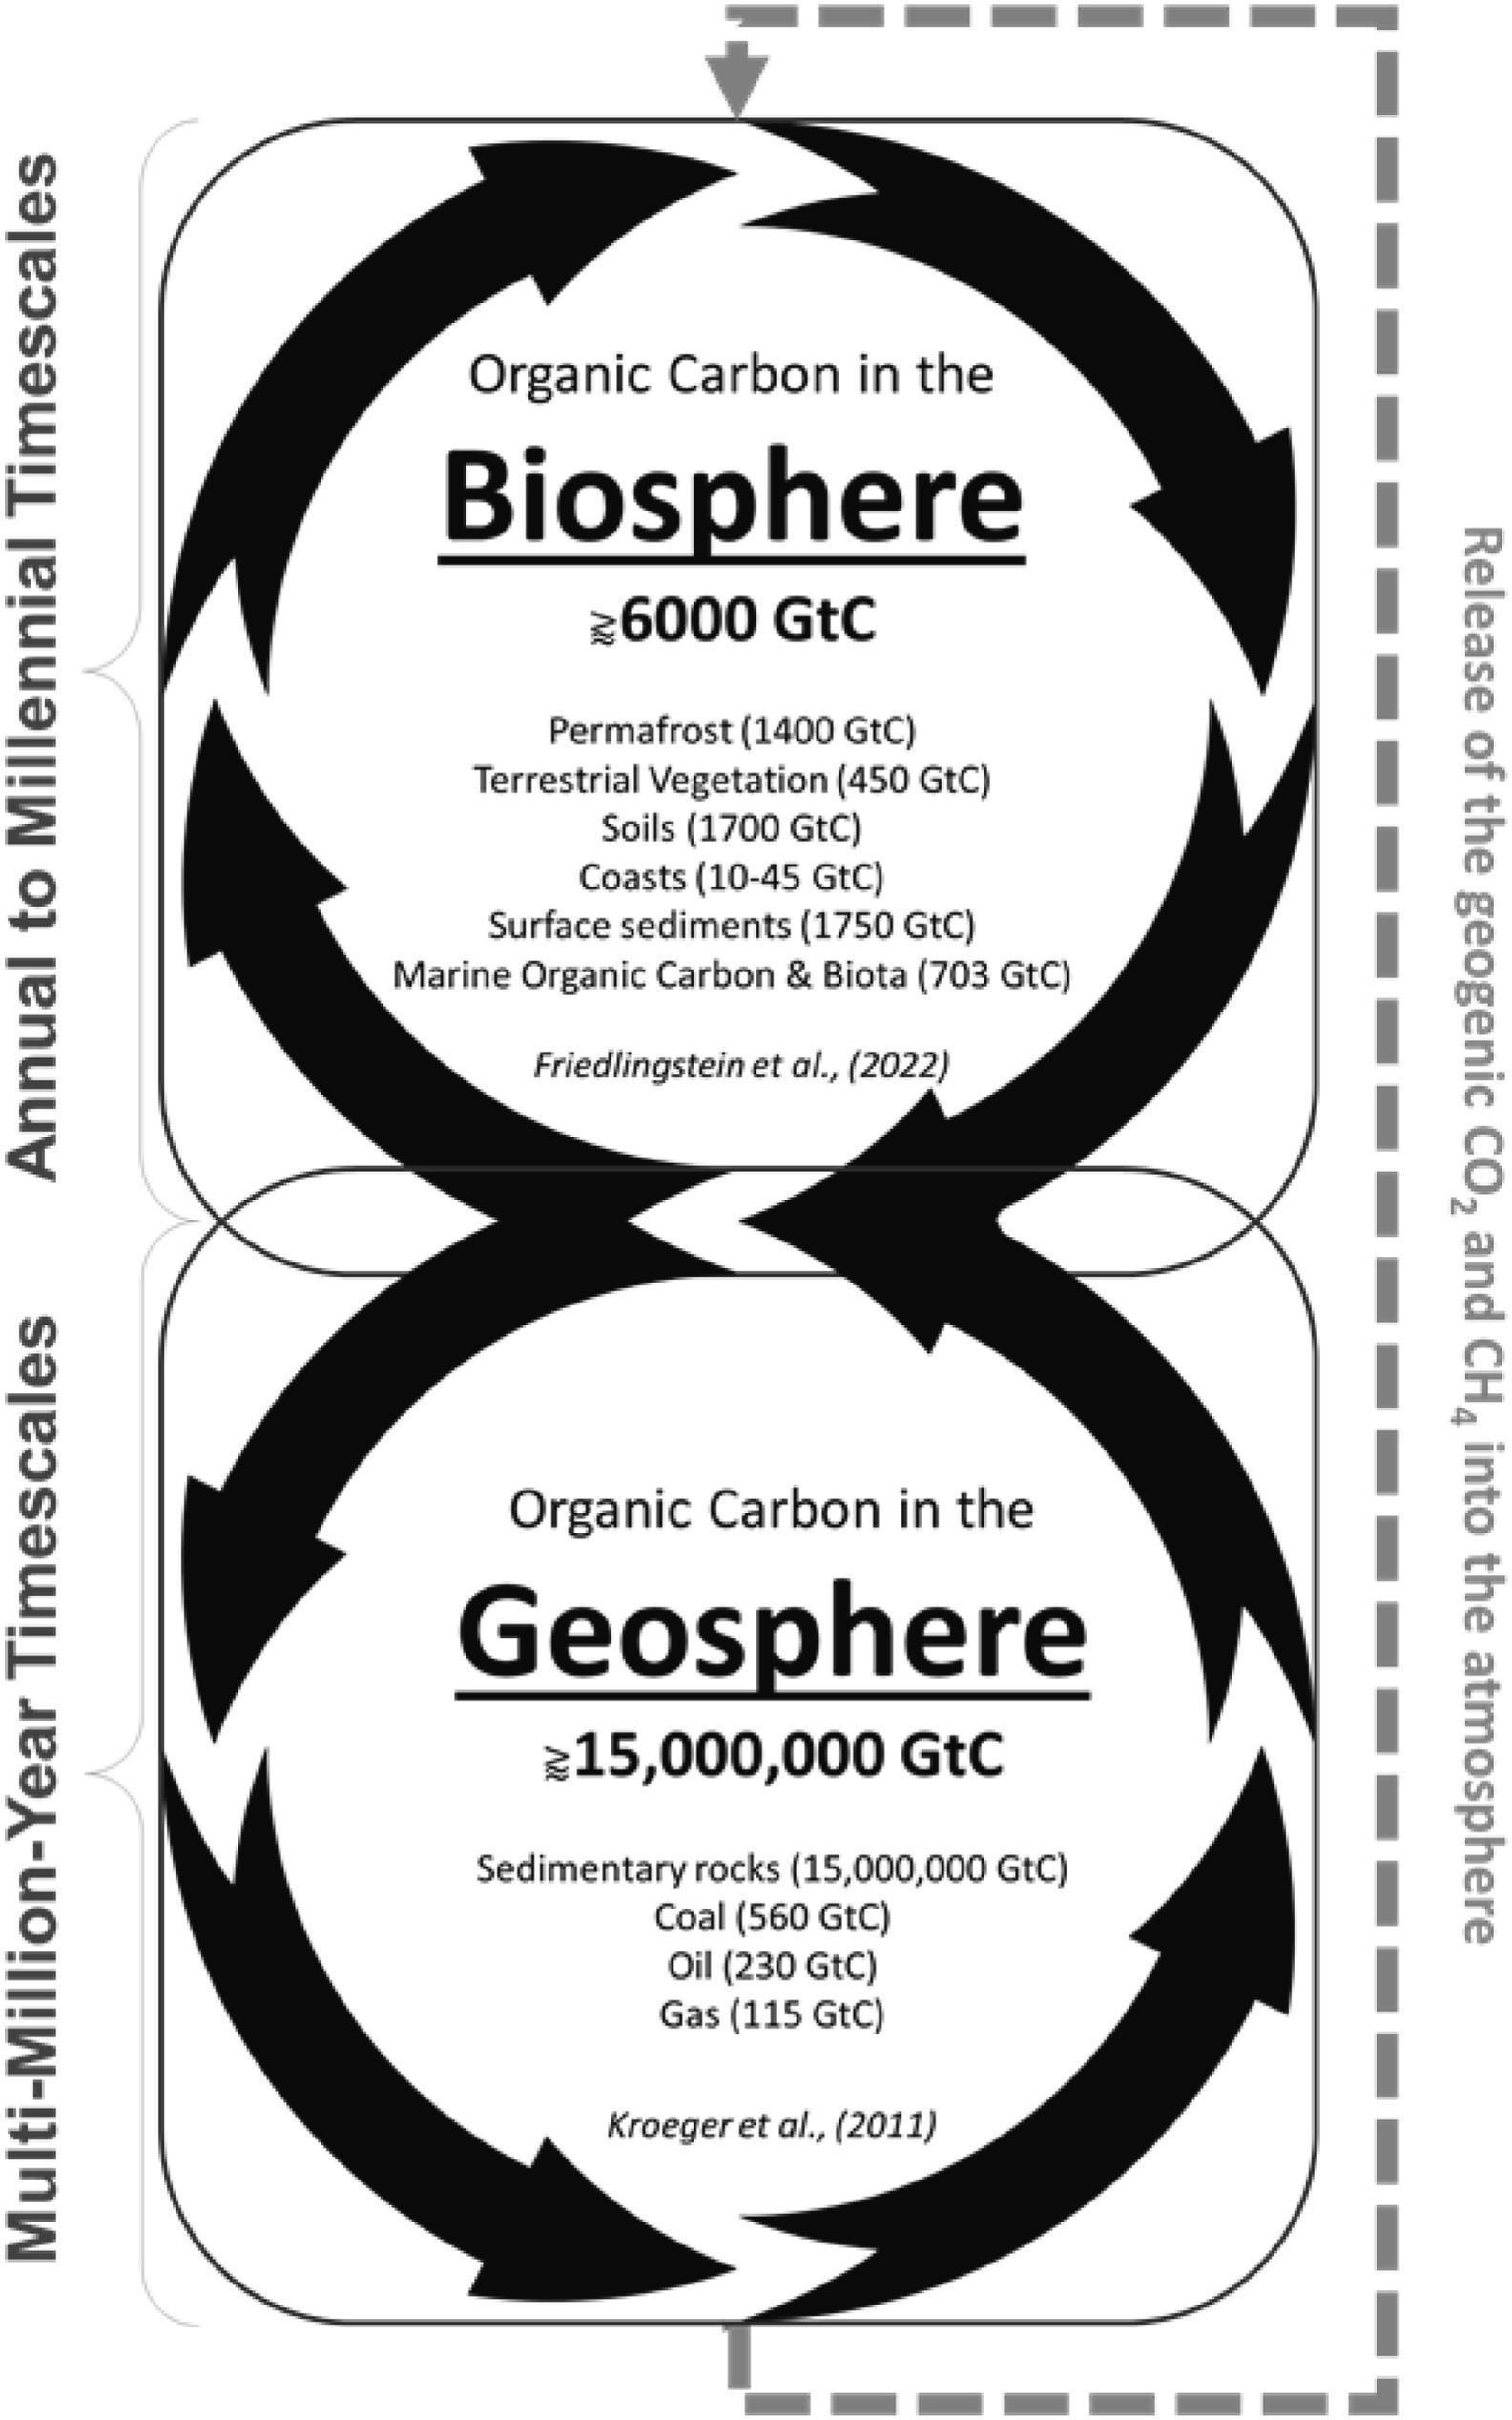 Annual to Millennial Timescales
Organic Carbon in the
Biosphere
≳6000 GtC
Permafrost (1400 GtC)
Terrestrial Vegetation (450 GtC)
Soils (1700 GtC)
Coasts (10-45 GtC)
Surface sediments (1750 GtC)
Marine Organic Carbon & Biota (703 GtC)
Friedlingstein et al., (2022)
Multi-Million-Year Timescales
Organic Carbon in the
Geosphere
≳15,000,000 GtC
Sedimentary rocks (15,000,000 GtC)
Coal (560 GtC)
Oil (230 GtC)
Gas (115 GtC)
Kroeger et al., (2011)
Release of the geogenic CO₂ and CH₄ into the atmosphere